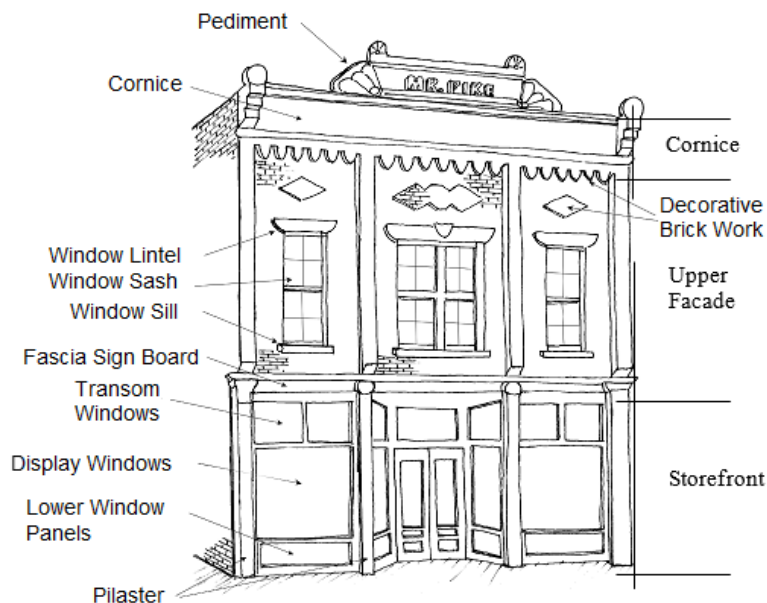 Pediment
MR. PIKE
Cornice
Cornice
Decorative
Brick Work
Window Lintel
Window Sash
Window Sill
Upper
Facade
Fascia Sign Board
Transom
Windows
Display Windows
Storefront
Lower Window
Panels
Pilaster